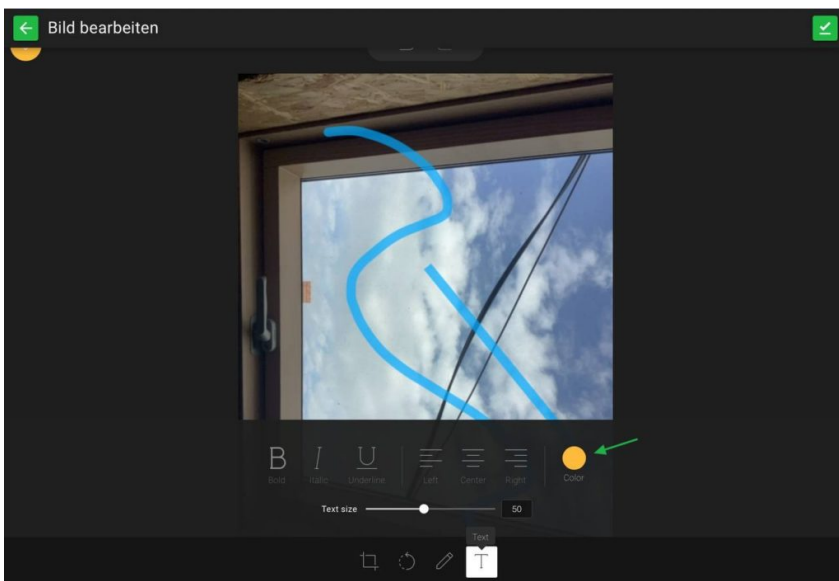 Bild bearbeiten
B I U
Bold Italic Underline Left Center Right Color
Text size 50
Text
T